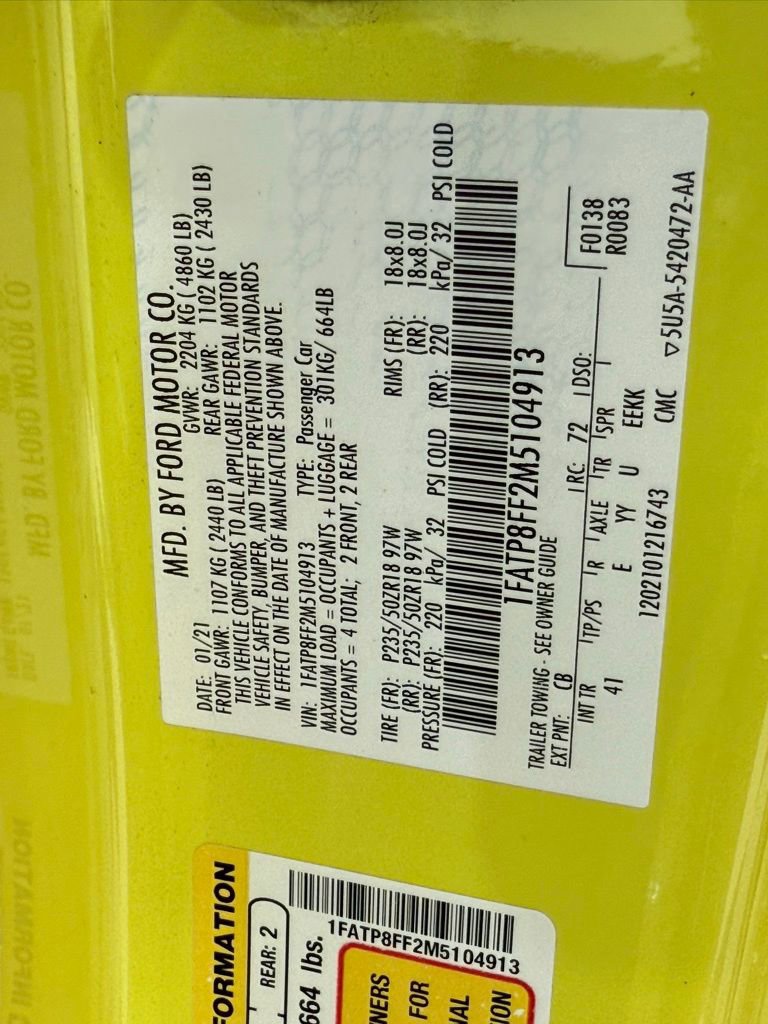 MFD. BY FORD MOTOR CO.
DATE: 01/21 GVWR: 2204 KG ( 4860 LB)
FRONT GAWR: 1107 KG ( 2440 LB) REAR GAWR: 1102 KG ( 2430 LB)
THIS VEHICLE CONFORMS TO ALL APPLICABLE FEDERAL MOTOR
VEHICLE SAFETY, BUMPER, AND THEFT PREVENTION STANDARDS
IN EFFECT ON THE DATE OF MANUFACTURE SHOWN ABOVE.
VIN: 1FATP8FF2M5104913 TYPE: Passenger Car
MAXIMUM LOAD = OCCUPANTS + LUGGAGE = 301KG/ 664LB
OCCUPANTS = 4 TOTAL; 2 FRONT, 2 REAR
TIRE (FR): P235/50ZR18 97W RIMS (FR): 18x8.0J
(RR): P235/50ZR18 97W (RR): 18x8.0J
PRESSURE (FR): 220 kPa/ 32 PSI COLD (RR): 220 kPa/ 32 PSI COLD
1FATP8FF2M5104913
TRAILER TOWING - SEE OWNER GUIDE
EXT PNT: CB RC: 72 DSO: F0138
R0083
INT TR TP/PS R AXLE TR SPR
41 E YY U EEKK
1202101216743 CMC ▽5U5A-5420472-AA
FORMATION
REAR: 2
664 lbs.
1FATP8FF2M5104913
NERS
FOR
NAL
ION